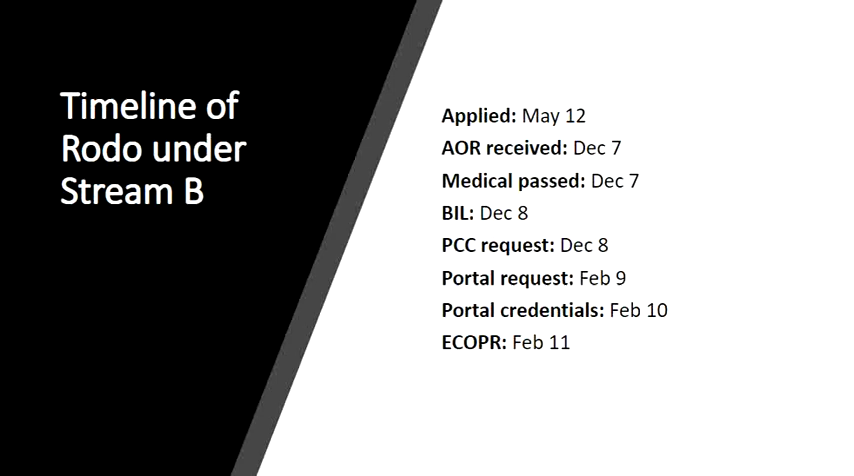 Timeline of
Rodo under
Stream B
Applied: May 12
AOR received: Dec 7
Medical passed: Dec 7
BIL: Dec 8
PCC request: Dec 8
Portal request: Feb 9
Portal credentials: Feb 10
ECOPR: Feb 11